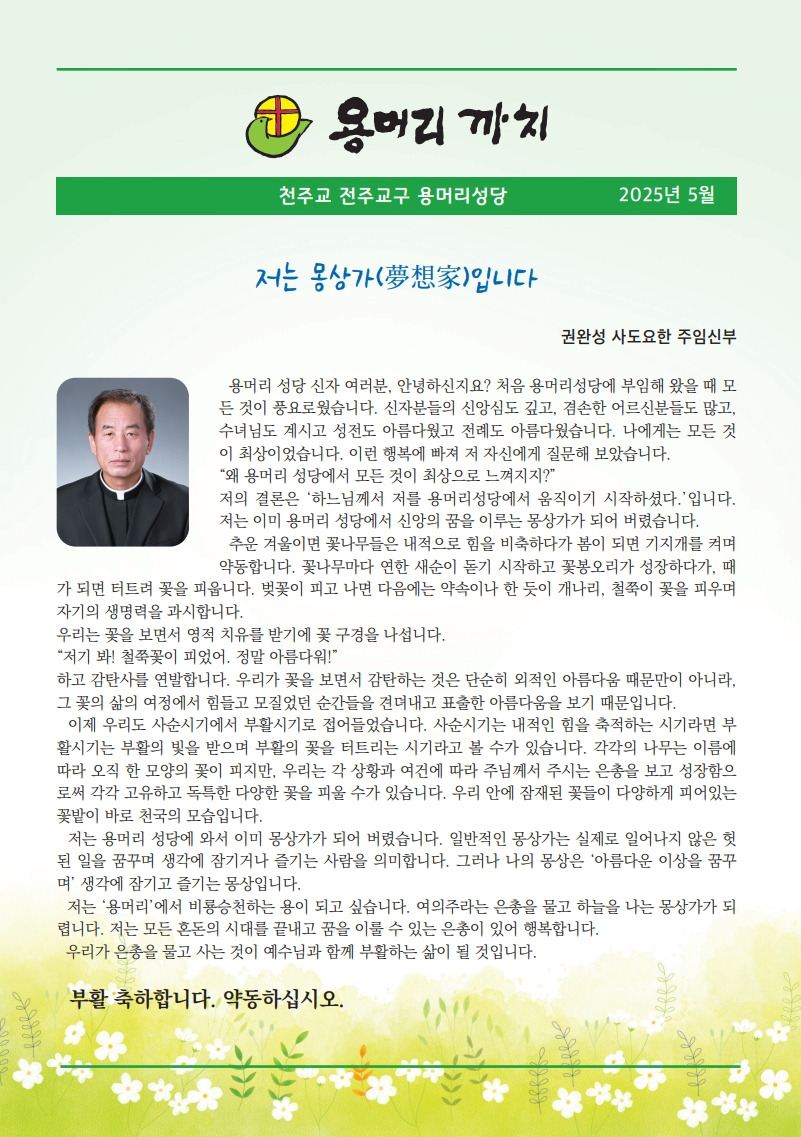 용머리 까치
천주교 전주교구 용머리성당
2025년 5월
저는 몽상가(夢想家)입니다
권완성 사도요한 주임신부
용머리 성당 신자 여러분, 안녕하신지요? 처음 용머리성당에 부임해 왔을 때 모
든 것이 풍요로웠습니다. 신자분들의 신앙심도 깊고, 겸손한 어르신분들도 많고,
수녀님도 계시고 성전도 아름다웠고 전례도 아름다웠습니다. 나에게는 모든 것
이 최상이었습니다. 이런 행복에 빠져 저 자신에게 질문해 보았습니다.
“왜 용머리 성당에서 모든 것이 최상으로 느껴지지?”
저의 결론은 ‘하느님께서 저를 용머리성당에서 움직이기 시작하셨다.’입니다.
저는 이미 용머리 성당에서 신앙의 꿈을 이루는 몽상가가 되어 버렸습니다.
추운 겨울이면 꽃나무들은 내적으로 힘을 비축하다가 봄이 되면 기지개를 켜며
약동합니다. 꽃나무마다 연한 새순이 돋기 시작하고 꽃봉오리가 성장하다가, 때
가 되면 터트려 꽃을 피웁니다. 벚꽃이 피고 나면 다음에는 약속이나 한 듯이 개나리, 철쭉이 꽃을 피우며
자기의 생명력을 과시합니다.
우리는 꽃을 보면서 영적 치유를 받기에 꽃 구경을 나섭니다.
“저기 봐! 철쭉꽃이 피었어. 정말 아름다워!”
하고 감탄사를 연발합니다. 우리가 꽃을 보면서 감탄하는 것은 단순히 외적인 아름다움 때문만이 아니라,
그 꽃의 삶의 여정에서 힘들고 모질었던 순간들을 견뎌내고 표출한 아름다움을 보기 때문입니다.
이제 우리도 사순시기에서 부활시기로 접어들었습니다. 사순시기는 내적인 힘을 축적하는 시기라면 부
활시기는 부활의 빛을 받으며 부활의 꽃을 터트리는 시기라고 볼 수가 있습니다. 각각의 나무는 이름에
따라 오직 한 모양의 꽃이 피지만, 우리는 각 상황과 여건에 따라 주님께서 주시는 은총을 보고 성장함으
로써 각각 고유하고 독특한 다양한 꽃을 피울 수가 있습니다. 우리 안에 잠재된 꽃들이 다양하게 피어있는
꽃밭이 바로 천국의 모습입니다.
저는 용머리 성당에 와서 이미 몽상가가 되어 버렸습니다. 일반적인 몽상가는 실제로 일어나지 않은 헛
된 일을 꿈꾸며 생각에 잠기거나 즐기는 사람을 의미합니다. 그러나 나의 몽상은 ‘아름다운 이상을 꿈꾸
며’ 생각에 잠기고 즐기는 몽상입니다.
저는 ‘용머리’에서 비룡승천하는 용이 되고 싶습니다. 여의주라는 은총을 물고 하늘을 나는 몽상가가 되
렵니다. 저는 모든 혼돈의 시대를 끝내고 꿈을 이룰 수 있는 은총이 있어 행복합니다.
우리가 은총을 물고 사는 것이 예수님과 함께 부활하는 삶이 될 것입니다.
부활 축하합니다. 약동하십시오.